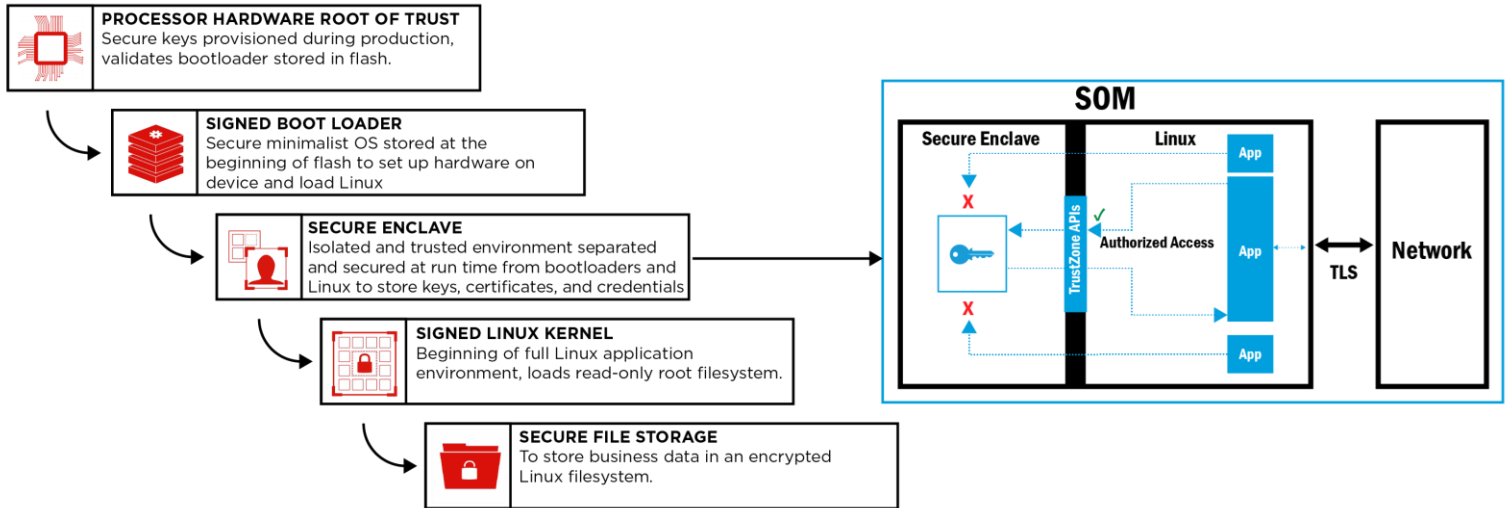 PROCESSOR HARDWARE ROOT OF TRUST
Secure keys provisioned during production,
validates bootloader stored in flash.
SIGNED BOOT LOADER
Secure minimalist OS stored at the
beginning of flash to set up hardware on
device and load Linux
SECURE ENCLAVE
Isolated and trusted environment separated
and secured at run time from bootloaders and
Linux to store keys, certificates, and credentials
SIGNED LINUX KERNEL
Beginning of full Linux application
environment, loads read-only root filesystem.
SECURE FILE STORAGE
To store business data in an encrypted
Linux filesystem.
SOM
Secure Enclave
Linux
App
X
TrustZone APIs
✓
Authorized Access
App
X
App
TLS
Network